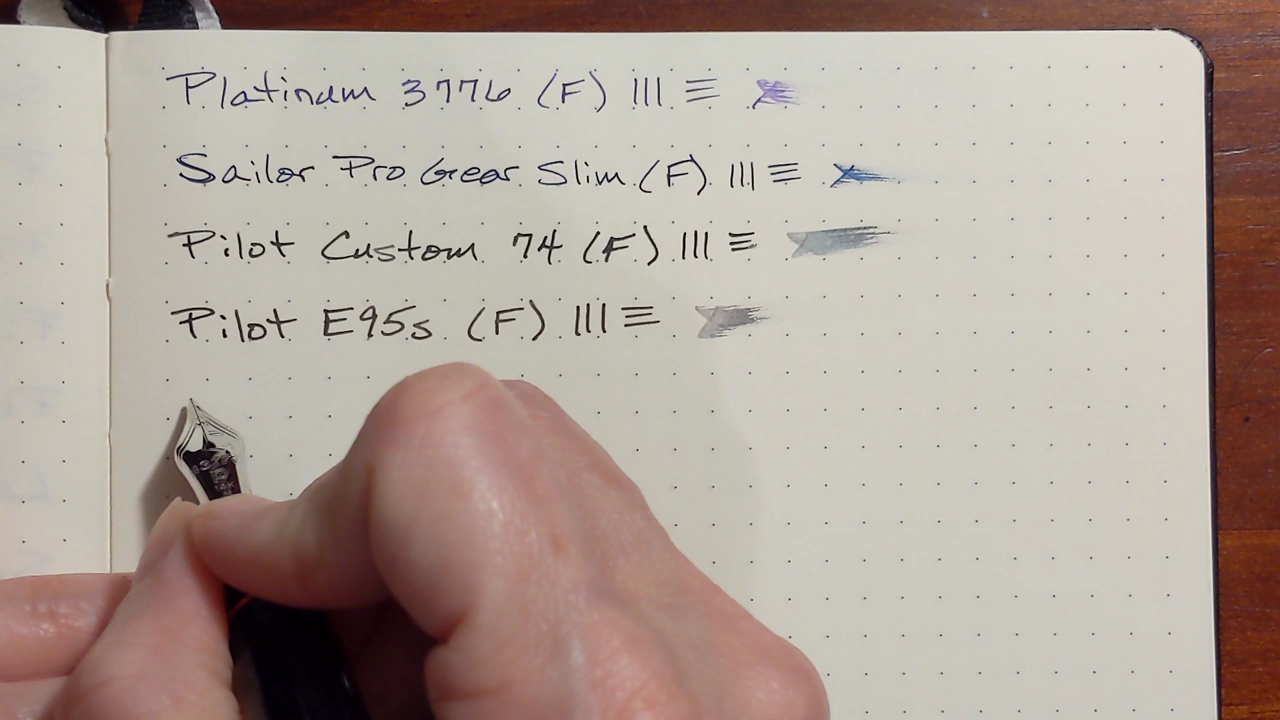 Platinum 3776 (F)
Sailor Pro Gear Slim (F)
Pilot Custom 74 (F)
Pilot E95s (F)